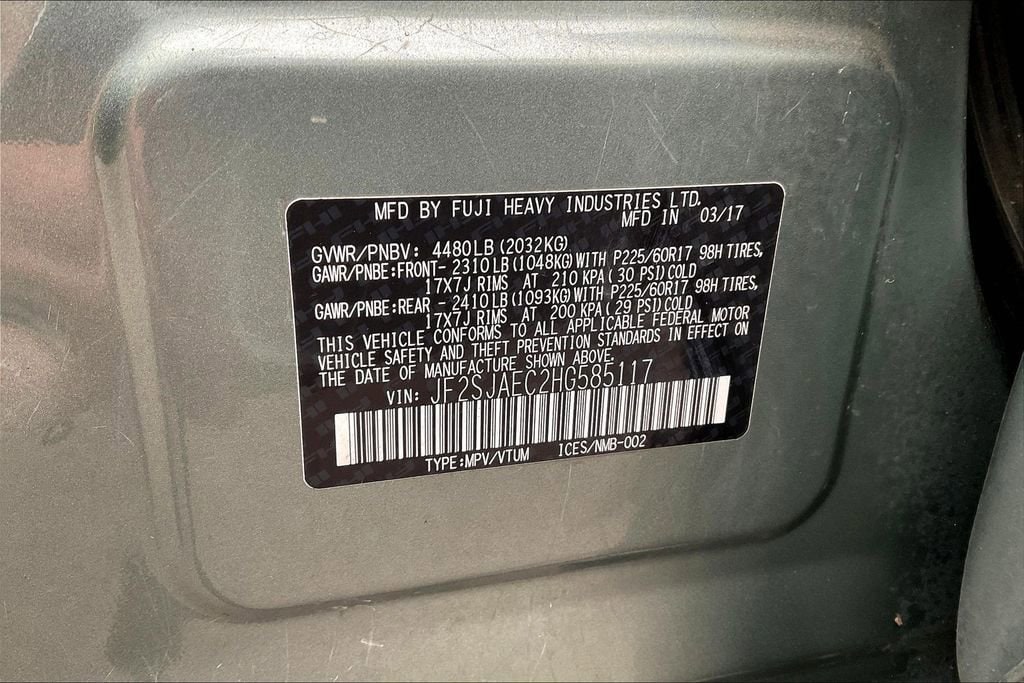 MFD BY FUJI HEAVY INDUSTRIES LTD.
MFD IN 03/17
GVWR/PNBV: 4480LB(2032KG)
GAWR/PNBE:FRONT- 2310LB(1048KG)WITH P225/60R17 98H TIRES,
17X7J RIMS AT 210 KPA( 30 PSI)COLD
GAWR/PNBE:REAR - 2410LB(1093KG)WITH P225/60R17 98H TIRES,
17X7J RIMS AT 200 KPA( 29 PSI)COLD
THIS VEHICLE CONFORMS TO ALL APPLICABLE FEDERAL MOTOR
VEHICLE SAFETY AND THEFT PREVENTION STANDARDS IN EFFECT ON
THE DATE OF MANUFACTURE SHOWN ABOVE.
VIN: JF2SJAEC2HG585117
TYPE:MPV/VTUM ICES/NMB-002